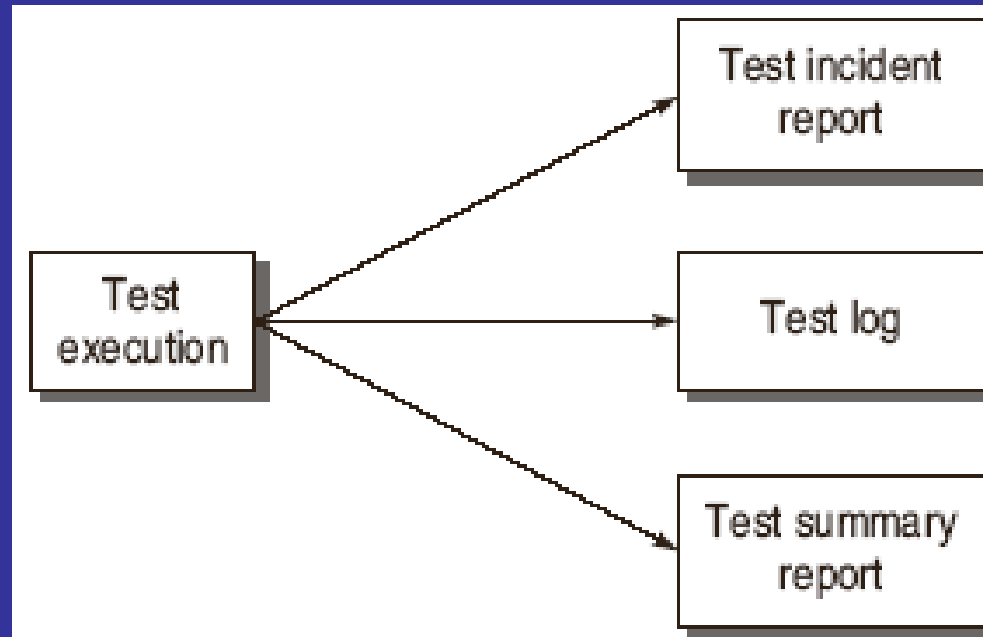 Test incident
report
Test
execution
Test log
Test summary
report